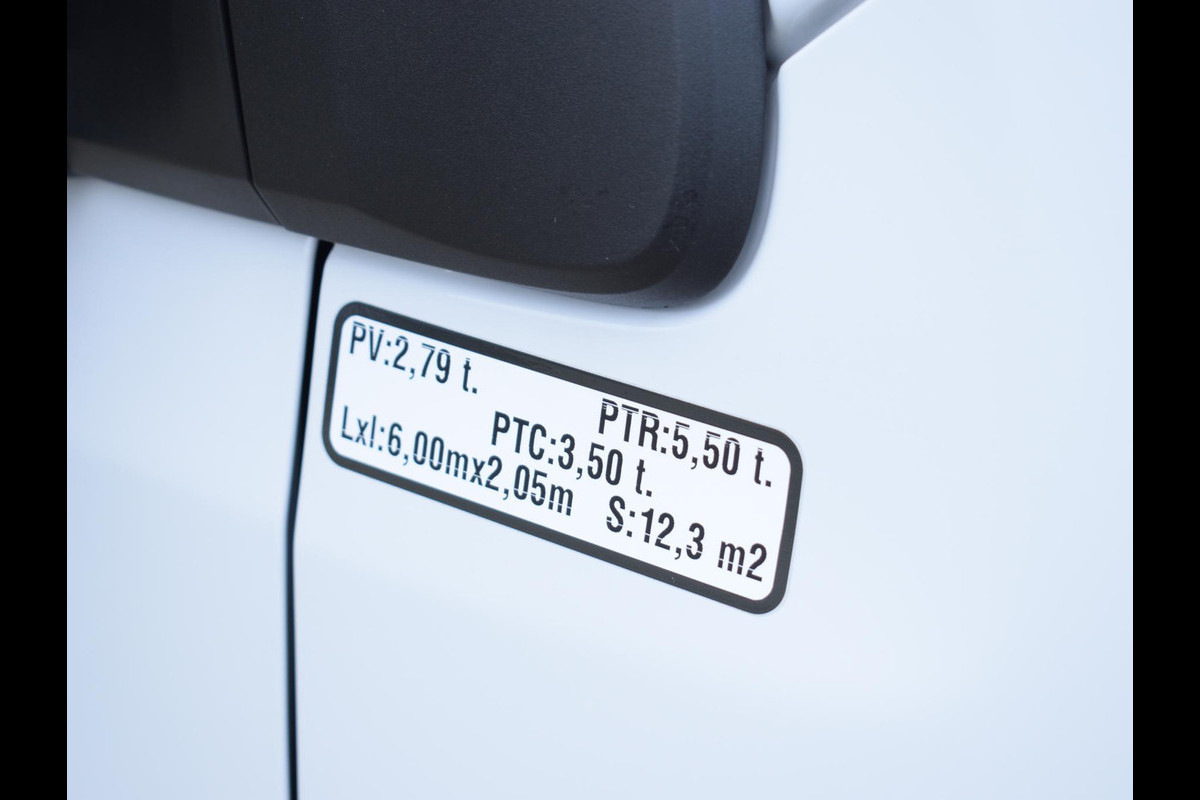 PV:2,79 t. PTR:5,50 t.
PTC:3,50 t.
Lxl:6,00mx2,05m S:12,3 m2